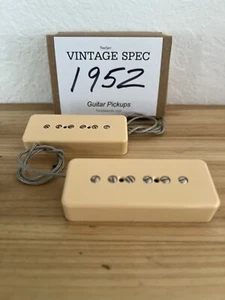 VINTAGE SPEC
1952
Guitar Pickups